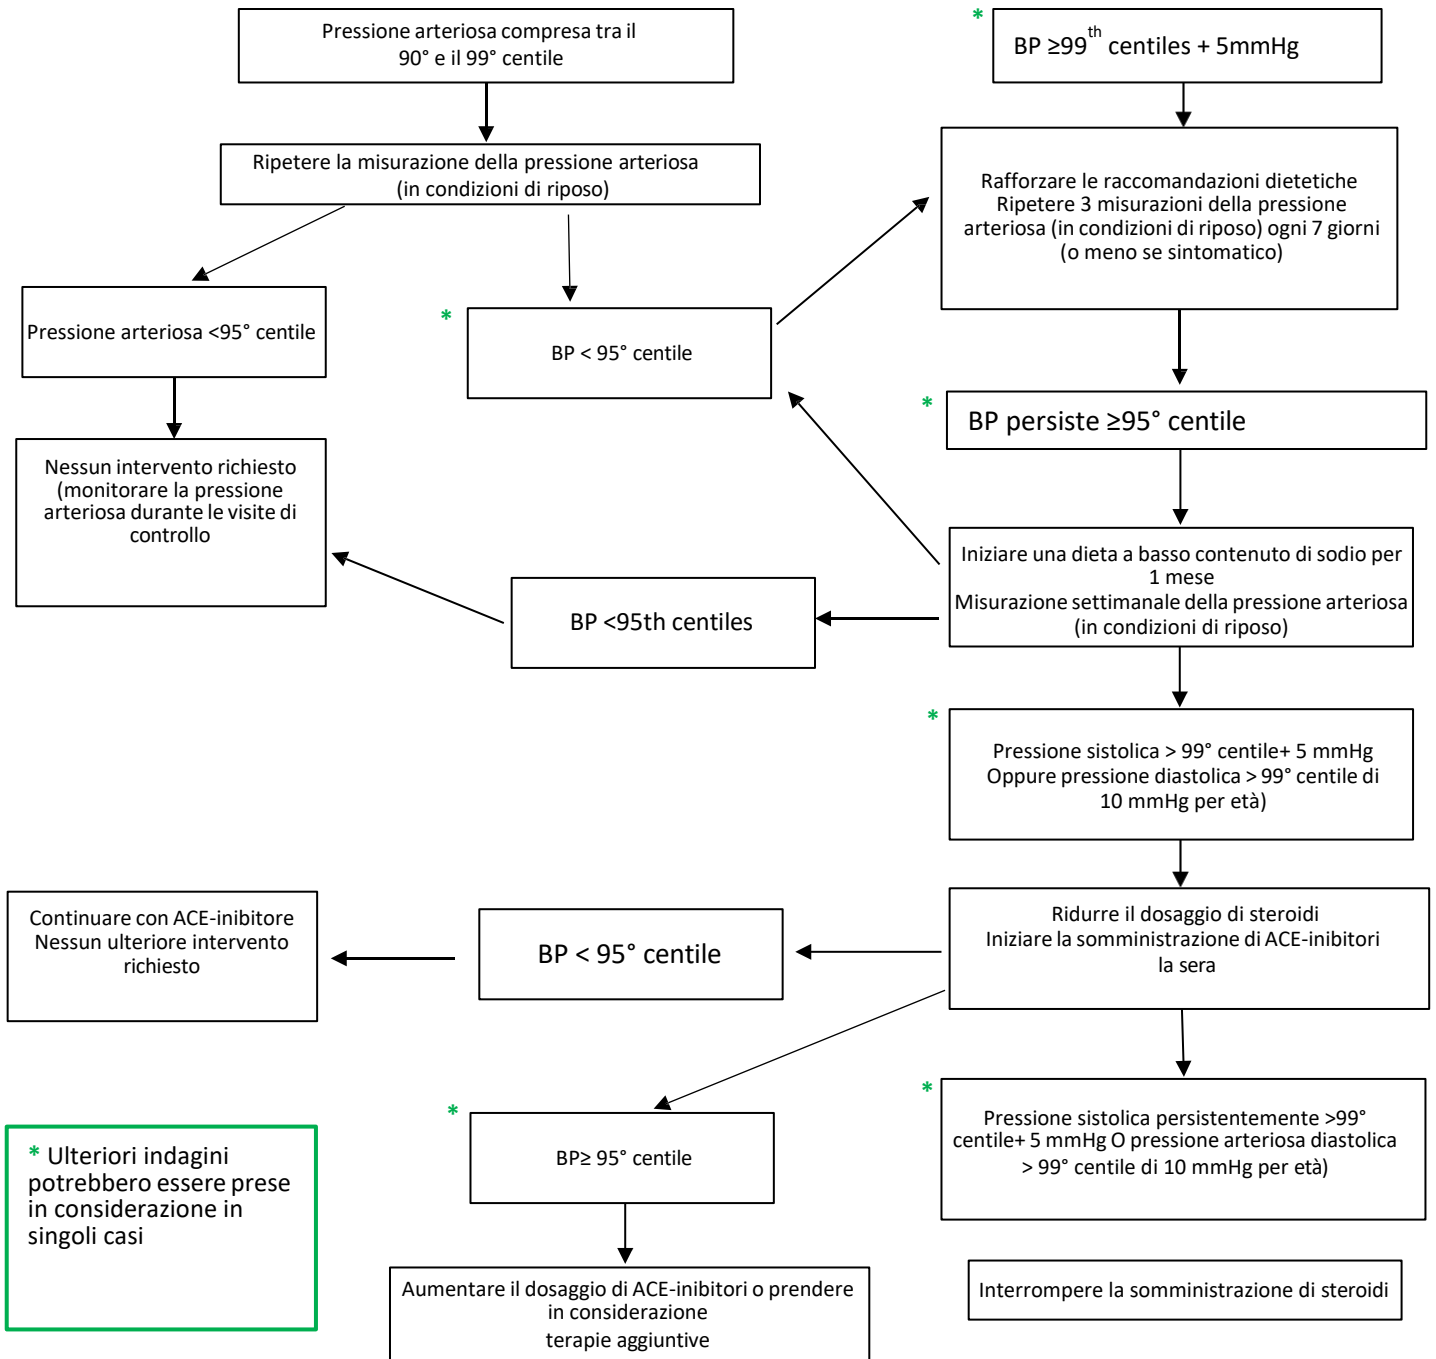 Pressione arteriosa compresa tra il
90° e il 99° centile
*
BP ≥99th centiles + 5mmHg
Ripetere la misurazione della pressione arteriosa
(in condizioni di riposo)
Rafforzare le raccomandazioni dietetiche
Ripetere 3 misurazioni della pressione
arteriosa (in condizioni di riposo) ogni 7 giorni
(o meno se sintomatico)
Pressione arteriosa <95° centile
*
BP < 95° centile
*
BP persiste ≥95° centile
Nessun intervento richiesto
(monitorare la pressione
arteriosa durante le visite di
controllo
Iniziare una dieta a basso contenuto di sodio per
1 mese
Misurazione settimanale della pressione arteriosa
(in condizioni di riposo)
BP <95th centiles
*
Pressione sistolica > 99° centile+ 5 mmHg
Oppure pressione diastolica > 99° centile di
10 mmHg per età)
Continuare con ACE-inibitore
Nessun ulteriore intervento
richiesto
BP < 95° centile
Ridurre il dosaggio di steroidi
Iniziare la somministrazione di ACE-inibitori
la sera
*
Pressione sistolica persistentemente >99°
centile+ 5 mmHg O pressione arteriosa diastolica
> 99° centile di 10 mmHg per età)
*
BP≥ 95° centile
* Ulteriori indagini
potrebbero essere prese
in considerazione in
singoli casi
Aumentare il dosaggio di ACE-inibitori o prendere
in considerazione
terapie aggiuntive
Interrompere la somministrazione di steroidi